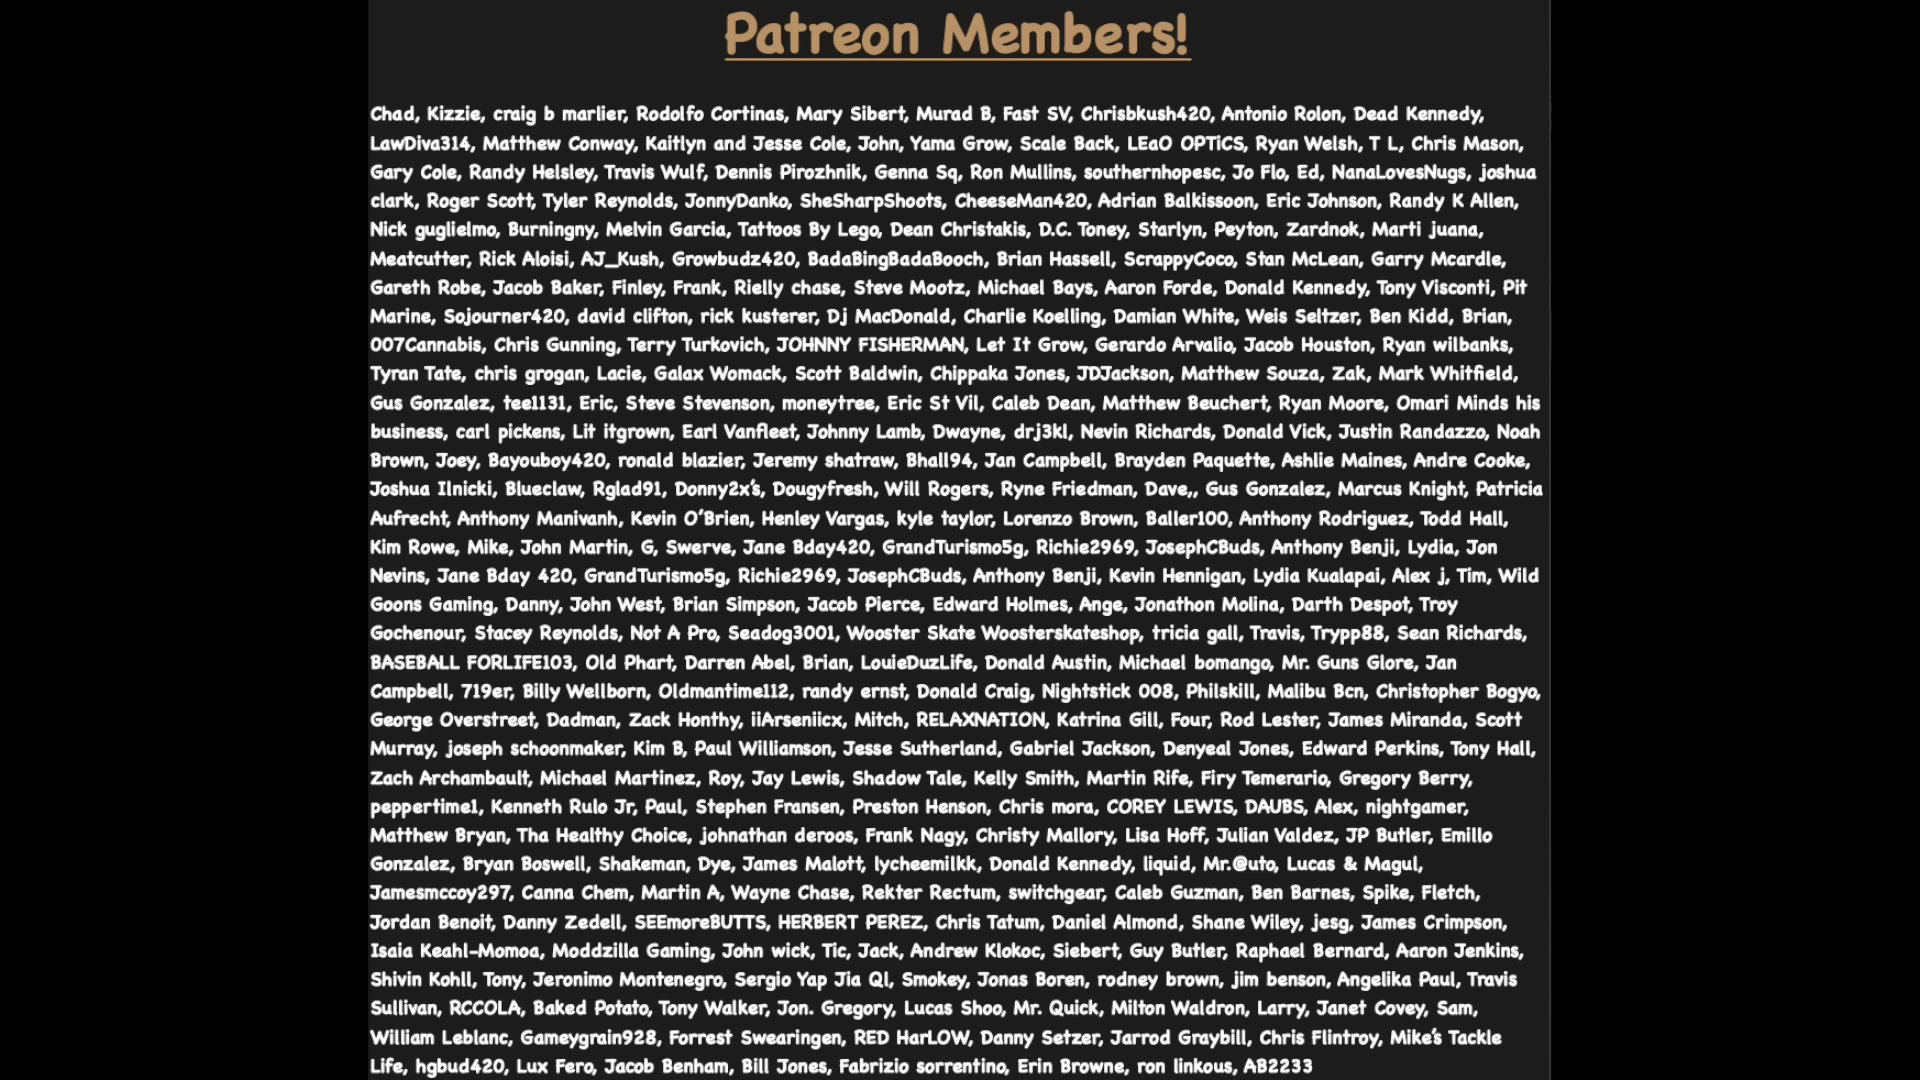 Patreon Members!
Chad, Kizzie, craig b marlier, Rodolfo Cortinas, Mary Sibert, Murad B, Fast SV, Chrisbkush420, Antonio Rolon, Dead Kennedy,
LawDiva314, Matthew Conway, Kaitlyn and Jesse Cole, John, Yama Grow, Scale Back, LEaO OPTiCS, Ryan Welsh, T L, Chris Mason,
Gary Cole, Randy Helsley, Travis Wulf, Dennis Pirozhnik, Genna Sq, Ron Mullins, southernhopesc, Jo Flo, Ed, NanaLovesNugs, joshua
clark, Roger Scott, Tyler Reynolds, JonnyDanko, SheSharpShoots, CheeseMan420, Adrian Balkissoon, Eric Johnson, Randy K Allen,
Nick guglielmo, Burningny, Melvin Garcia, Tattoos By Lego, Dean Christakis, D.C. Toney, Starlyn, Peyton, Zardnok, Marti juana,
Meatcutter, Rick Aloisi, AJ_Kush, Growbudz420, BadaBingBadaBooch, Brian Hassell, ScrappyCoco, Stan McLean, Garry Mcardle,
Gareth Robe, Jacob Baker, Finley, Frank, Rielly chase, Steve Mootz, Michael Bays, Aaron Forde, Donald Kennedy, Tony Visconti, Pit
Marine, Sojourner420, david clifton, rick kusterer, Dj MacDonald, Charlie Koelling, Damian White, Weis Seltzer, Ben Kidd, Brian,
007Cannabis, Chris Gunning, Terry Turkovich, JOHNNY FISHERMAN, Let It Grow, Gerardo Arvalio, Jacob Houston, Ryan wilbanks,
Tyran Tate, chris grogan, Lacie, Galax Womack, Scott Baldwin, Chippaka Jones, JDJackson, Matthew Souza, Zak, Mark Whitfield,
Gus Gonzalez, tee1131, Eric, Steve Stevenson, moneytree, Eric St Vil, Caleb Dean, Matthew Beuchert, Ryan Moore, Omari Minds his
business, carl pickens, Lit itgrown, Earl Vanfleet, Johnny Lamb, Dwayne, drj3kl, Nevin Richards, Donald Vick, Justin Randazzo, Noah
Brown, Joey, Bayouboy420, ronald blazier, Jeremy shatraw, Bhall94, Jan Campbell, Brayden Paquette, Ashlie Maines, Andre Cooke,
Joshua Ilnicki, Blueclaw, Rglad91, Donny2x's, Dougyfresh, Will Rogers, Ryne Friedman, Dave,, Gus Gonzalez, Marcus Knight, Patricia
Aufrecht, Anthony Manivanh, Kevin O'Brien, Henley Vargas, kyle taylor, Lorenzo Brown, Baller100, Anthony Rodriguez, Todd Hall,
Kim Rowe, Mike, John Martin, G, Swerve, Jane Bday420, GrandTurismo5g, Richie2969, JosephCBuds, Anthony Benji, Lydia, Jon
Nevins, Jane Bday 420, GrandTurismo5g, Richie2969, JosephCBuds, Anthony Benji, Kevin Hennigan, Lydia Kualapai, Alex j, Tim, Wild
Goons Gaming, Danny, John West, Brian Simpson, Jacob Pierce, Edward Holmes, Ange, Jonathon Molina, Darth Despot, Troy
Gochenour, Stacey Reynolds, Not A Pro, Seadog3001, Wooster Skate Woosterskateshop, tricia gall, Travis, Trypp88, Sean Richards,
BASEBALL FORLIFE103, Old Phart, Darren Abel, Brian, LouieDuzLife, Donald Austin, Michael bomango, Mr. Guns Glore, Jan
Campbell, 719er, Billy Wellborn, Oldmantime112, randy ernst, Donald Craig, Nightstick 008, Philskill, Malibu Bcn, Christopher Bogyo,
George Overstreet, Dadman, Zack Honthy, iiArseniicx, Mitch, RELAXNATION, Katrina Gill, Four, Rod Lester, James Miranda, Scott
Murray, joseph schoonmaker, Kim B, Paul Williamson, Jesse Sutherland, Gabriel Jackson, Denyeal Jones, Edward Perkins, Tony Hall,
Zach Archambault, Michael Martinez, Roy, Jay Lewis, Shadow Tale, Kelly Smith, Martin Rife, Firy Temerario, Gregory Berry,
peppertime1, Kenneth Rulo Jr, Paul, Stephen Fransen, Preston Henson, Chris mora, COREY LEWIS, DAUBS, Alex, nightgamer,
Matthew Bryan, Tha Healthy Choice, johnathan deroos, Frank Nagy, Christy Mallory, Lisa Hoff, Julian Valdez, JP Butler, Emillo
Gonzalez, Bryan Boswell, Shakeman, Dye, James Malott, lycheemilkk, Donald Kennedy, liquid, Mr.@uto, Lucas & Magul,
Jamesmccoy297, Canna Chem, Martin A, Wayne Chase, Rekter Rectum, switchgear, Caleb Guzman, Ben Barnes, Spike, Fletch,
Jordan Benoit, Danny Zedell, SEEmoreBUTTS, HERBERT PEREZ, Chris Tatum, Daniel Almond, Shane Wiley, jesg, James Crimpson,
Isaia Keahl-Momoa, Moddzilla Gaming, John wick, Tic, Jack, Andrew Klokoc, Siebert, Guy Butler, Raphael Bernard, Aaron Jenkins,
Shivin Kohll, Tony, Jeronimo Montenegro, Sergio Yap Jia Ql, Smokey, Jonas Boren, rodney brown, jim benson, Angelika Paul, Travis
Sullivan, RCCOLA, Baked Potato, Tony Walker, Jon. Gregory, Lucas Shoo, Mr. Quick, Milton Waldron, Larry, Janet Covey, Sam,
William Leblanc, Gameygrain928, Forrest Swearingen, RED HarLOW, Danny Setzer, Jarrod Graybill, Chris Flintroy, Mike's Tackle
Life, hgbud420, Lux Fero, Jacob Benham, Bill Jones, Fabrizio sorrentino, Erin Browne, ron linkous, AB2233